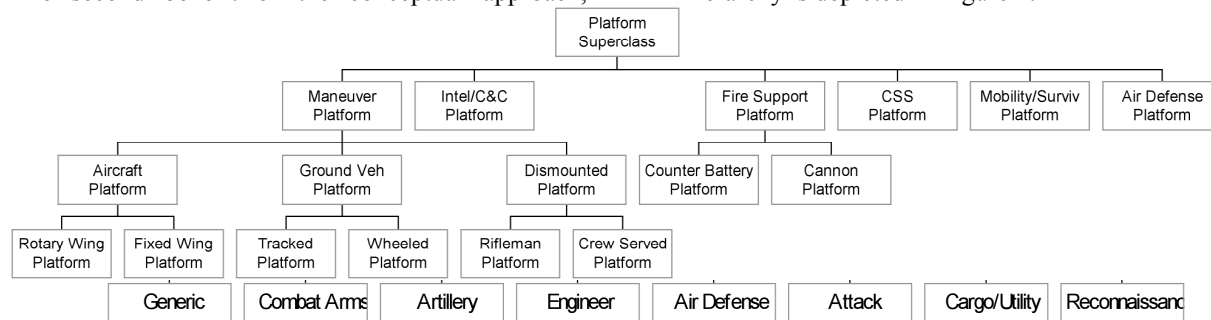 Platform
Superclass
Maneuver
Platform
Intel/C&C
Platform
Fire Support
Platform
CSS
Platform
Mobility/Surviv
Platform
Air Defense
Platform
Aircraft
Platform
Ground Veh
Platform
Dismounted
Platform
Counter Battery
Platform
Cannon
Platform
Rotary Wing
Platform
Fixed Wing
Platform
Tracked
Platform
Wheeled
Platform
Rifleman
Platform
Crew Served
Platform
Generic
Combat Arms
Artillery
Engineer
Air Defense
Attack
Cargo/Utility
Reconnaissanc